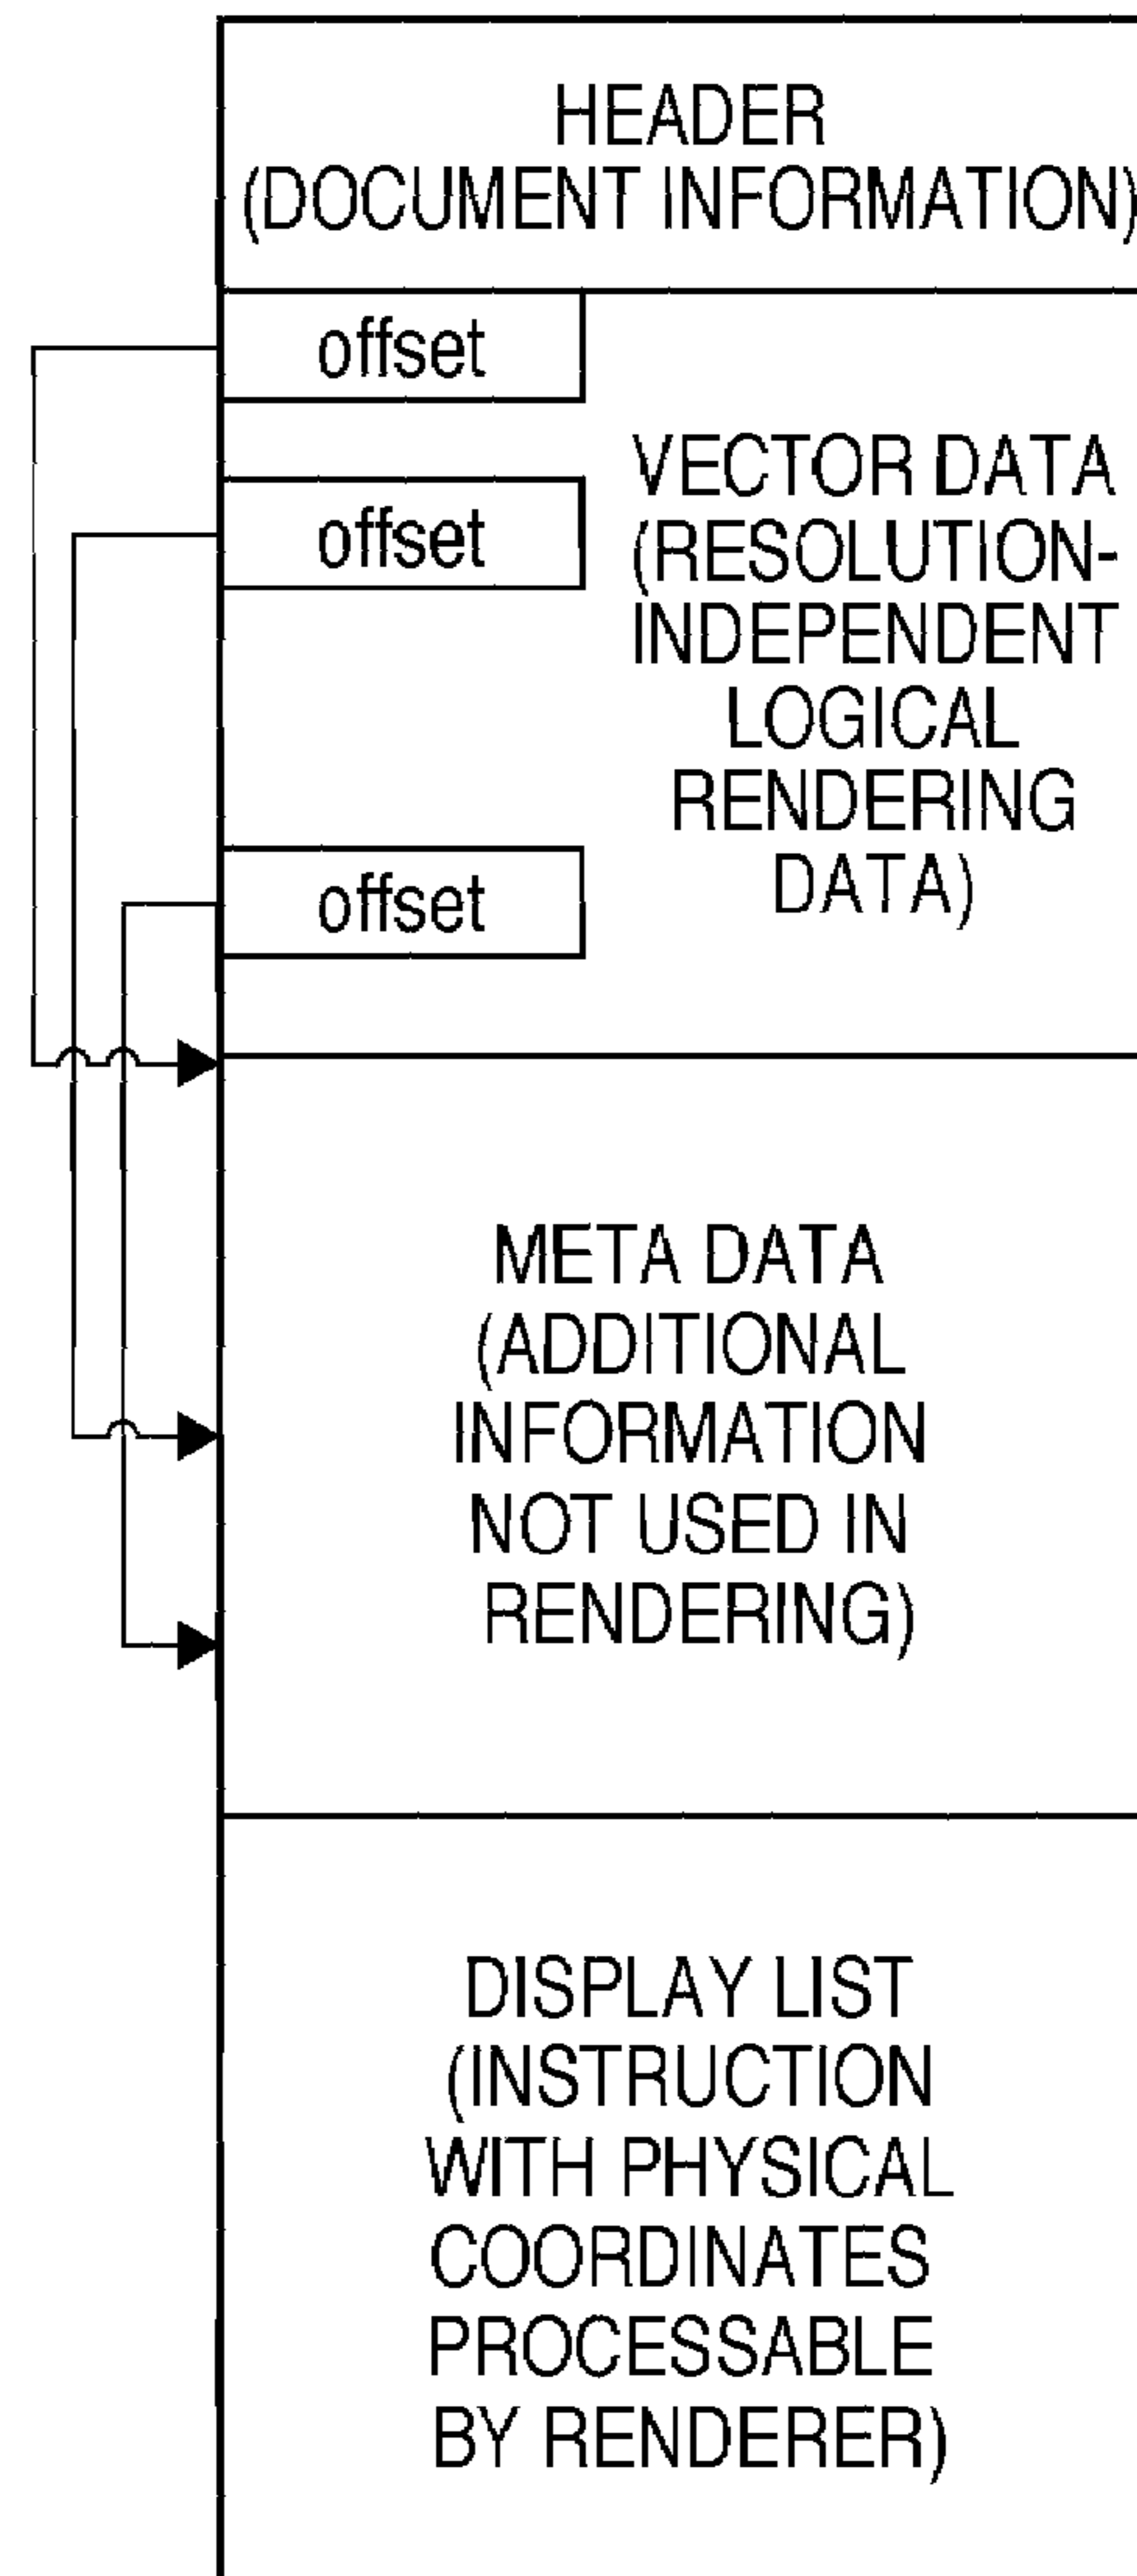 HEADER
(DOCUMENT INFORMATION)
offset
offset
VECTOR DATA
(RESOLUTION-
INDEPENDENT
LOGICAL
RENDERING
DATA)
offset
META DATA
(ADDITIONAL
INFORMATION
NOT USED IN
RENDERING)
DISPLAY LIST
(INSTRUCTION
WITH PHYSICAL
COORDINATES
PROCESSABLE
BY RENDERER)